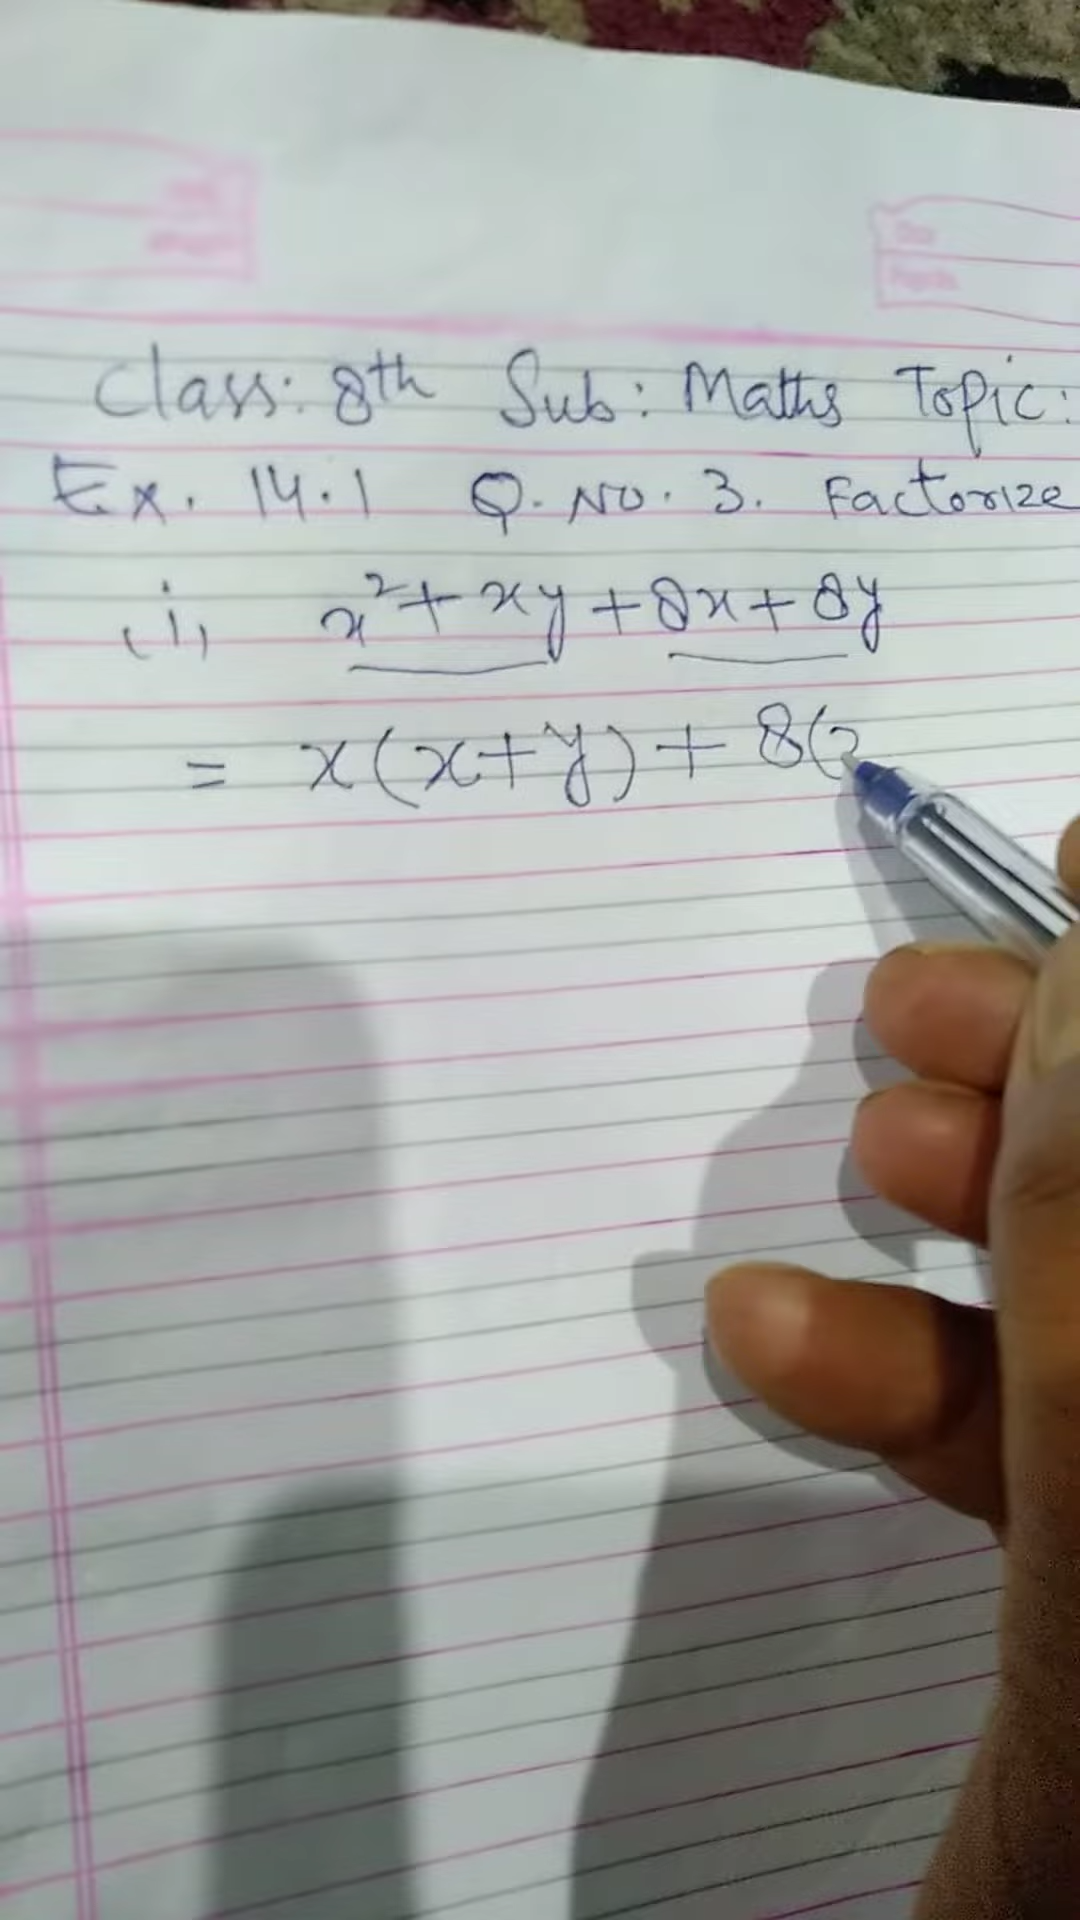 Class: 8th Sub: Maths Topic:
Ex. 14.1 Q. No. 3. Factorize
(i) x² + xy + 8x + 8y
= x(x+y) + 8(